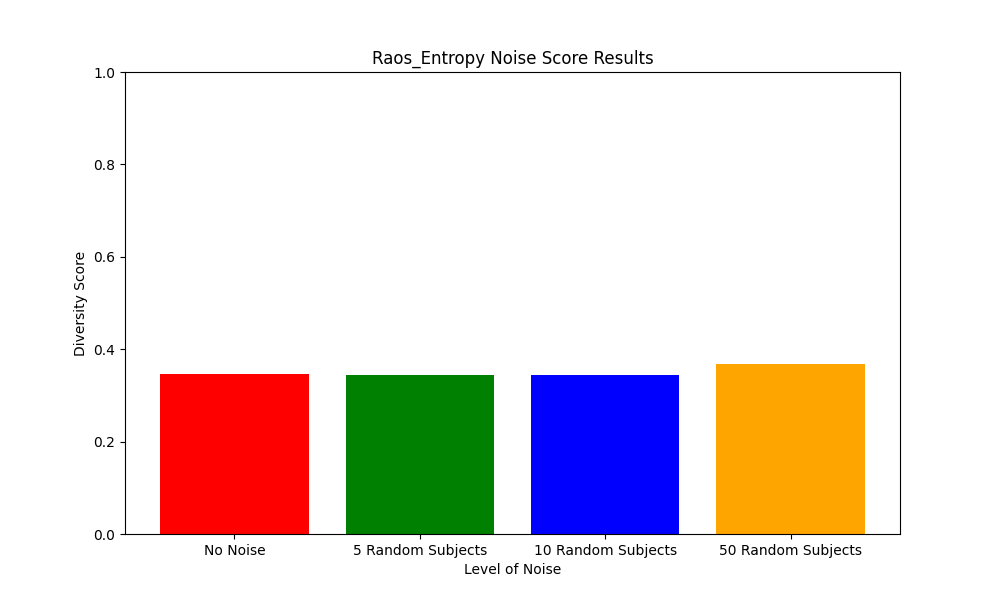 Raos_Entropy Noise Score Results
1.0
0.8
0.6
0.4
0.2
0.0
Diversity Score
No Noise
5 Random Subjects
10 Random Subjects
50 Random Subjects
Level of Noise